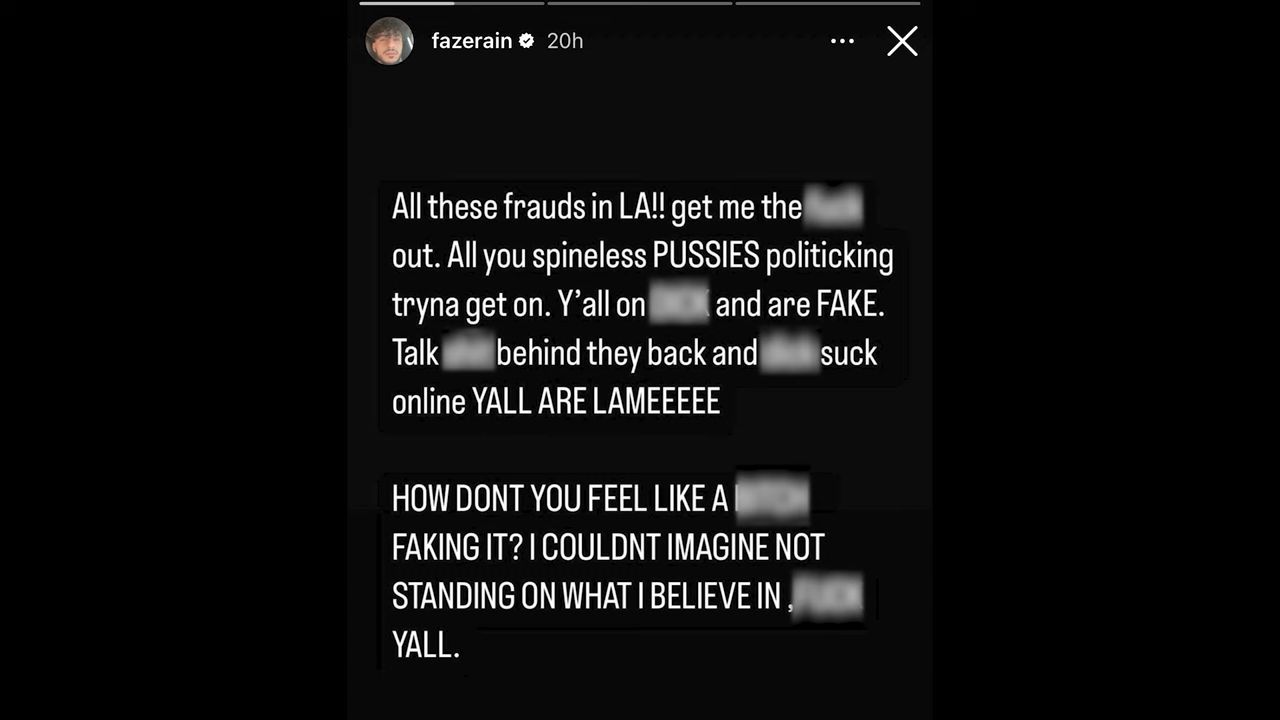 fazerain 20h
All these frauds in LA!! get me the
out. All you spineless PUSSIES politicking
tryna get on. Y'all on and are FAKE.
Talk behind they back and suck
online YALL ARE LAMEEEEE
HOW DONT YOU FEEL LIKE A
FAKING IT? I COULDNT IMAGINE NOT
STANDING ON WHAT I BELIEVE IN ,
YALL.